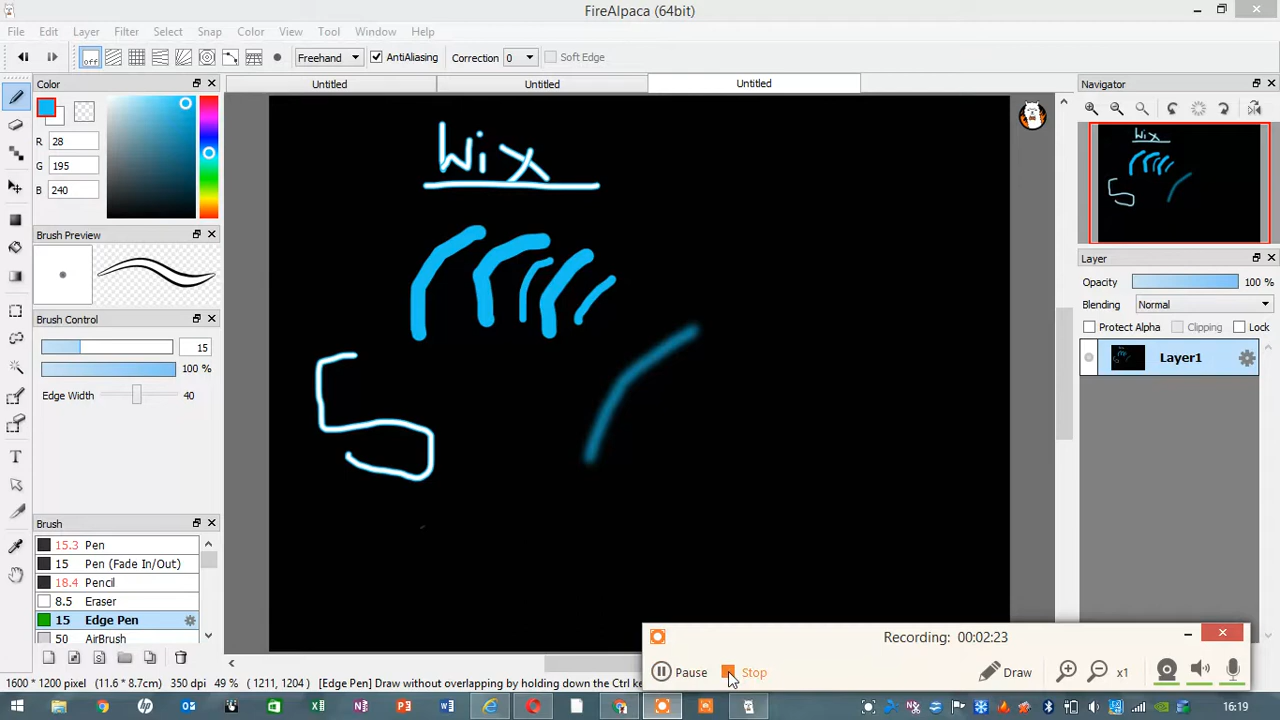 FireAlpaca (64bit)
File Edit Layer Filter Select Snap Color View Tool Window Help
off Freehand AntiAliasing Correction 0 Soft Edge
Color
Untitled Untitled Untitled
Navigator
R 28
G 195
B 240
Wix
5
Brush Preview
Brush Control
15
100 %
Edge Width 40
Layer
Opacity 100 %
Blending Normal
Protect Alpha Clipping Lock
Layer1
Brush
15.3 Pen
15 Pen (Fade In/Out)
18.4 Pencil
8.5 Eraser
15 Edge Pen
50 AirBrush
Recording: 00:02:23
Pause Stop Draw x1
1600 * 1200 pixel (11.6 * 8.7cm) 350 dpi 49 % (1211, 1204) [Edge Pen] Draw without overlapping by holding down the Ctrl ke
16:19